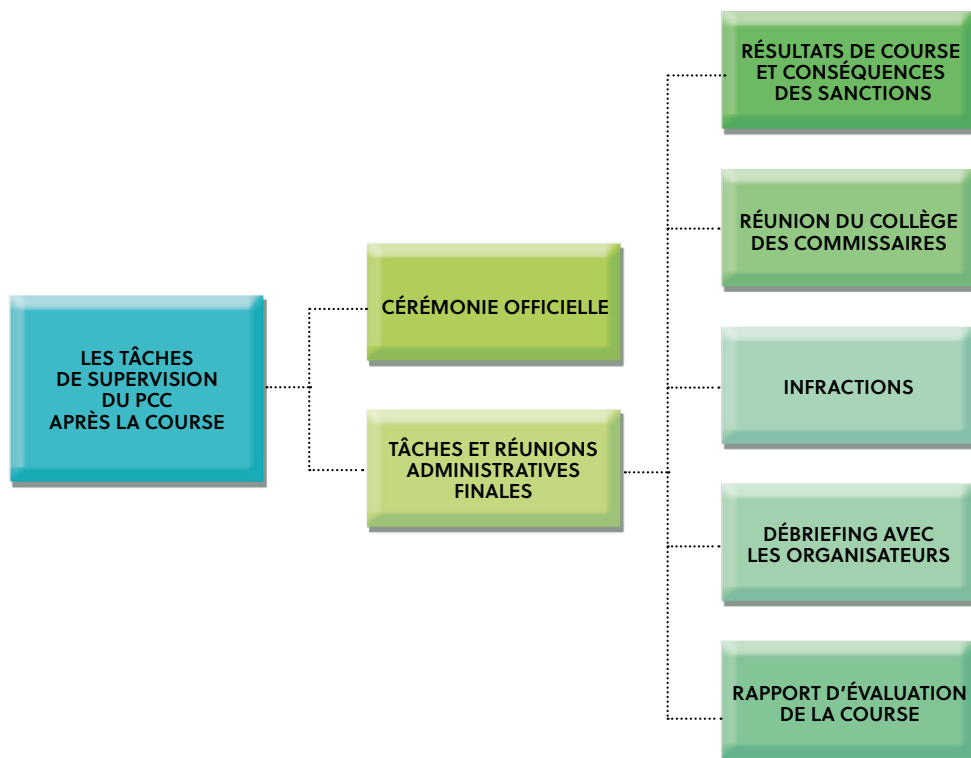 LES TÂCHES
DE SUPERVISION
DU PCC
APRÈS LA COURSE
CÉRÉMONIE OFFICIELLE
TÂCHES ET RÉUNIONS
ADMINISTRATIVES
FINALES
RÉSULTATS DE COURSE
ET CONSÉQUENCES
DES SANCTIONS
RÉUNION DU COLLÈGE
DES COMMISSAIRES
INFRACTIONS
DÉBRIEFING AVEC
LES ORGANISATEURS
RAPPORT D’ÉVALUATION
DE LA COURSE